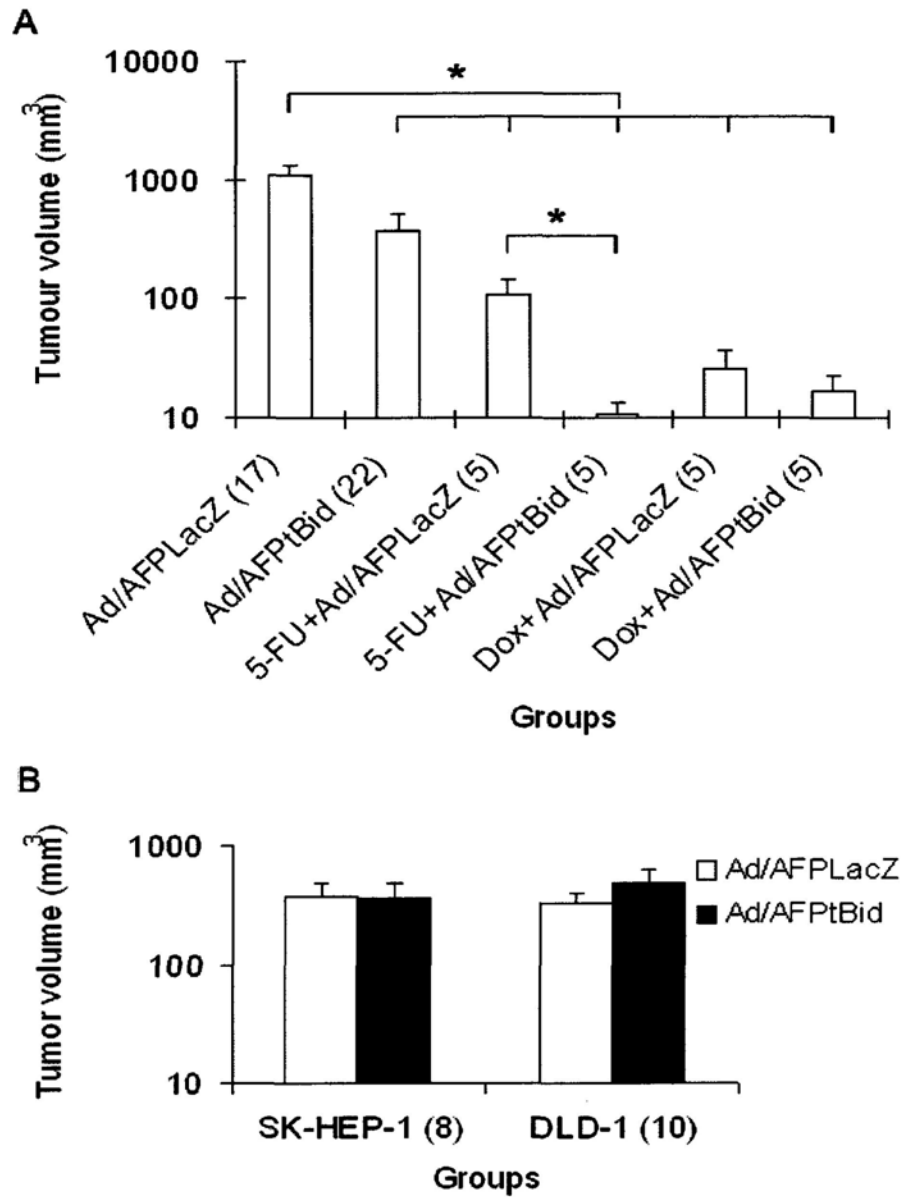 A
10000
1000
100
10
Tumour volume (mm3)
*
*
Ad/AFPLacZ (17)
Ad/AFPtBid (22)
5-FU+Ad/AFPLacZ (5)
5-FU+Ad/AFPtBid (5)
Dox+Ad/AFPLacZ (5)
Dox+Ad/AFPtBid (5)
Groups
B
1000
100
10
Tumor volume (mm3)
Ad/AFPLacZ
Ad/AFPtBid
SK-HEP-1 (8)
DLD-1 (10)
Groups